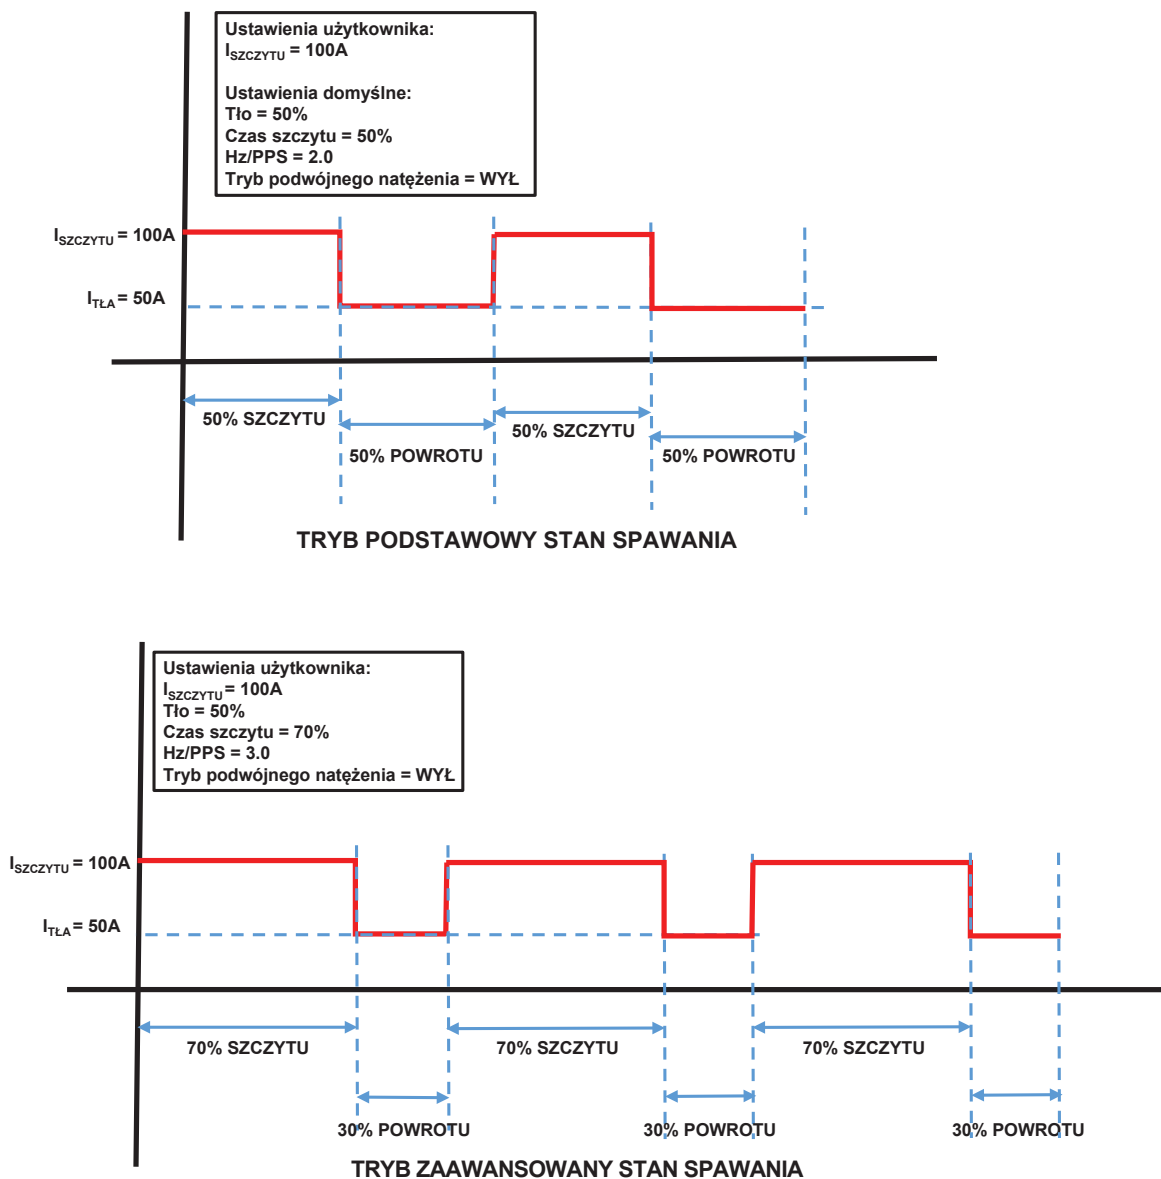 Ustawienia użytkownika:
ISZCZYTU = 100A
Ustawienia domyślne:
Tło = 50%
Czas szczytu = 50%
Hz/PPS = 2.0
Tryb podwójnego natężenia = WYŁ
ISZCZYTU = 100A
ITŁA = 50A
50% SZCZYTU
50% POWROTU
50% SZCZYTU
50% POWROTU
TRYB PODSTAWOWY STAN SPAWANIA
Ustawienia użytkownika:
ISZCZYTU = 100A
Tło = 50%
Czas szczytu = 70%
Hz/PPS = 3.0
Tryb podwójnego natężenia = WYŁ
ISZCZYTU = 100A
ITŁA = 50A
70% SZCZYTU
70% SZCZYTU
70% SZCZYTU
30% POWROTU
30% POWROTU
30% POWROTU
TRYB ZAAWANSOWANY STAN SPAWANIA